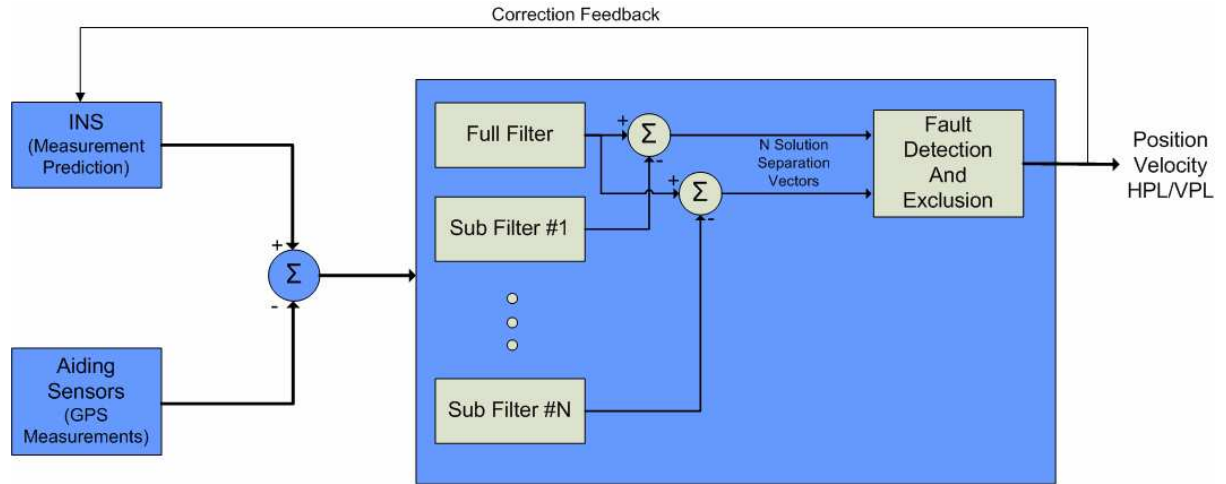 Correction Feedback
INS
(Measurement
Prediction)
+
Σ
-
Aiding
Sensors
(GPS
Measurements)
Full Filter
Sub Filter #1
Sub Filter #N
+
Σ
-
+
Σ
-
N Solution
Separation
Vectors
Fault
Detection
And
Exclusion
Position
Velocity
HPL/VPL